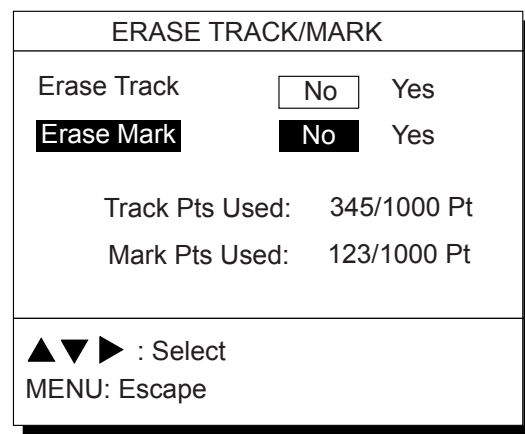 ERASE TRACK/MARK
Erase Track No Yes
Erase Mark No Yes
Track Pts Used: 345/1000 Pt
Mark Pts Used: 123/1000 Pt
▲▼▶ : Select
MENU: Escape